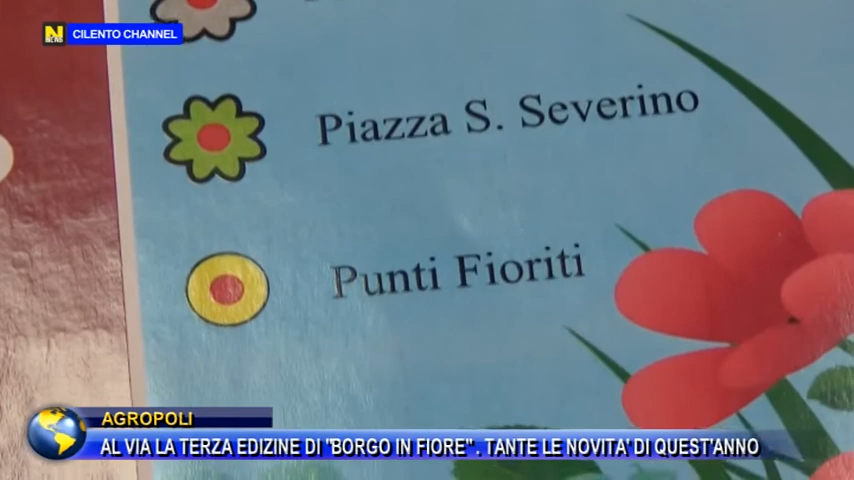 CILENTO CHANNEL
Piazza S. Severino
Punti Fioriti
AGROPOLI
AL VIA LA TERZA EDIZINE DI "BORGO IN FIORE" . TANTE LE NOVITA' DI QUEST'ANNO